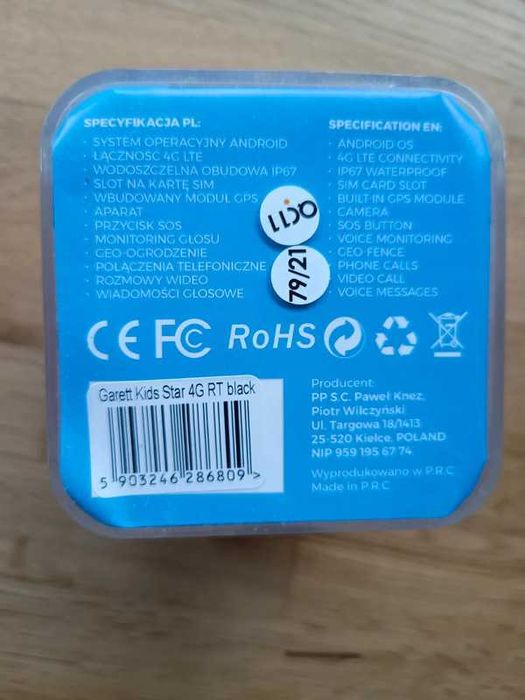 SPECYFIKACJA PL:
• SYSTEM OPERACYJNY ANDROID
• ŁĄCZNOŚC 4G LTE
• WODOSZCZELNA OBUDOWA IP67
• SLOT NA KARTĘ SIM
• WBUDOWANY MODUŁ GPS
• APARAT
• PRZYCISK SOS
• MONITORING GŁOSU
• GEO-OGRODZENIE
• POŁĄCZENIA TELEFONICZNE
• ROZMOWY WIDEO
• WIADOMOŚCI GŁOSOWE
SPECIFICATION EN:
• ANDROID OS
• 4G LTE CONNECTIVITY
• IP67 WATERPROOF
• SIM CARD SLOT
• BUILT IN GPS MODULE
• CAMERA
• SOS BUTTON
• VOICE MONITORING
• GEO-FENCE
• PHONE CALLS
• VIDEO CALL
• VOICE MESSAGES
QC11
79/21
CE FC RoHS
Garett Kids Star 4G RT black
5 903246 286809 >
Producent:
PP S.C. Paweł Knez,
Piotr Wilczyński
Ul. Targowa 18/1413
25-520 Kielce, POLAND
NIP 959 195 67 74
Wyprodukowano w P.R.C
Made in P.R.C